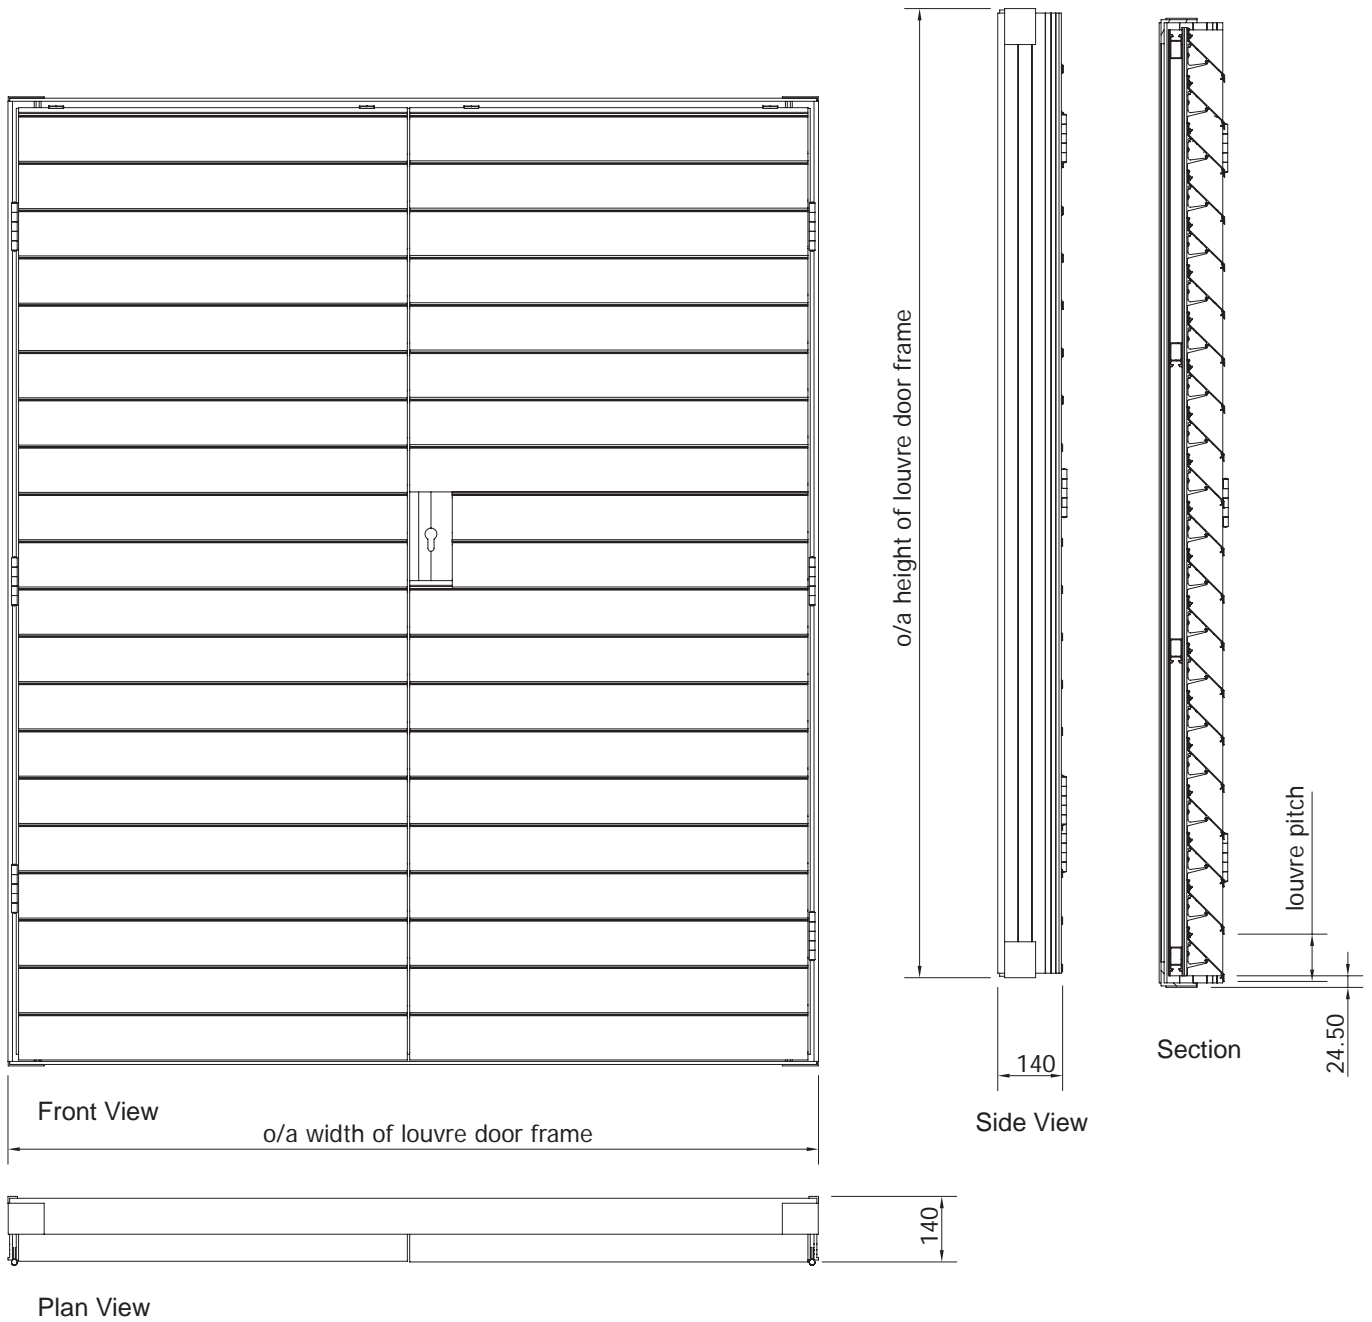 o/a height of louvre door frame
louvre pitch
24.50
140
Section
Side View
Front View
o/a width of louvre door frame
140
Plan View